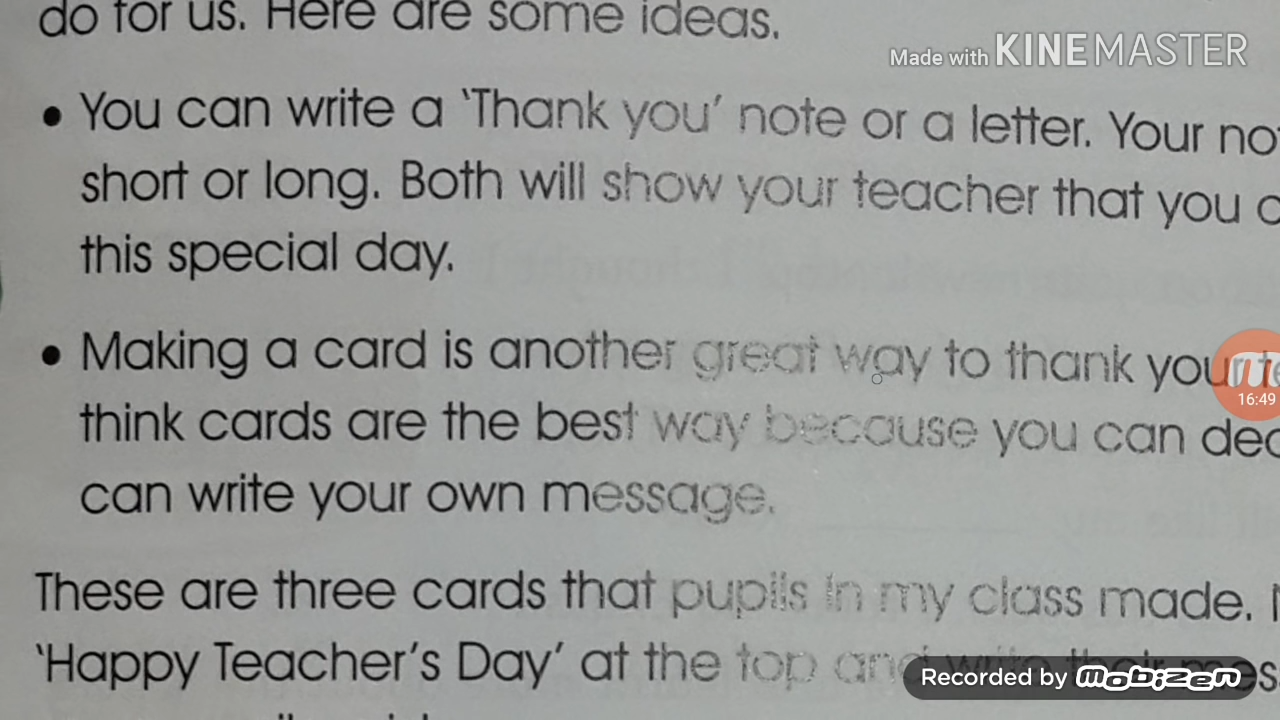 do for us. Here are some ideas.
Made with KINEMASTER
• You can write a 'Thank you' note or a letter. Your
short or long. Both will show your teacher that you
this special day.
• Making a card is another great way to thank your
16:49
think cards are the best way because you can
can write your own message.
These are three cards that pupils in my class made.
'Happy Teacher's Day' at the top and write their
Recorded by mobizen